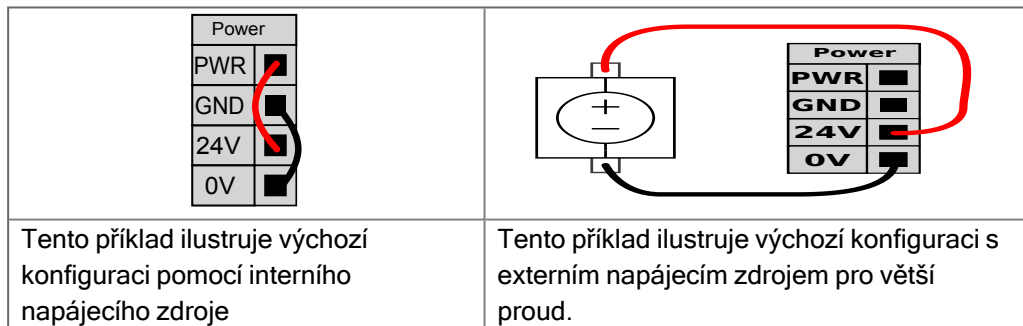 Power
PWR
GND
24V
0V
Power
PWR
GND
24V
0V
Tento příklad ilustruje výchozí
konfiguraci pomocí interního
napájecího zdroje
Tento příklad ilustruje výchozí konfiguraci s
externím napájecím zdrojem pro větší
proud.